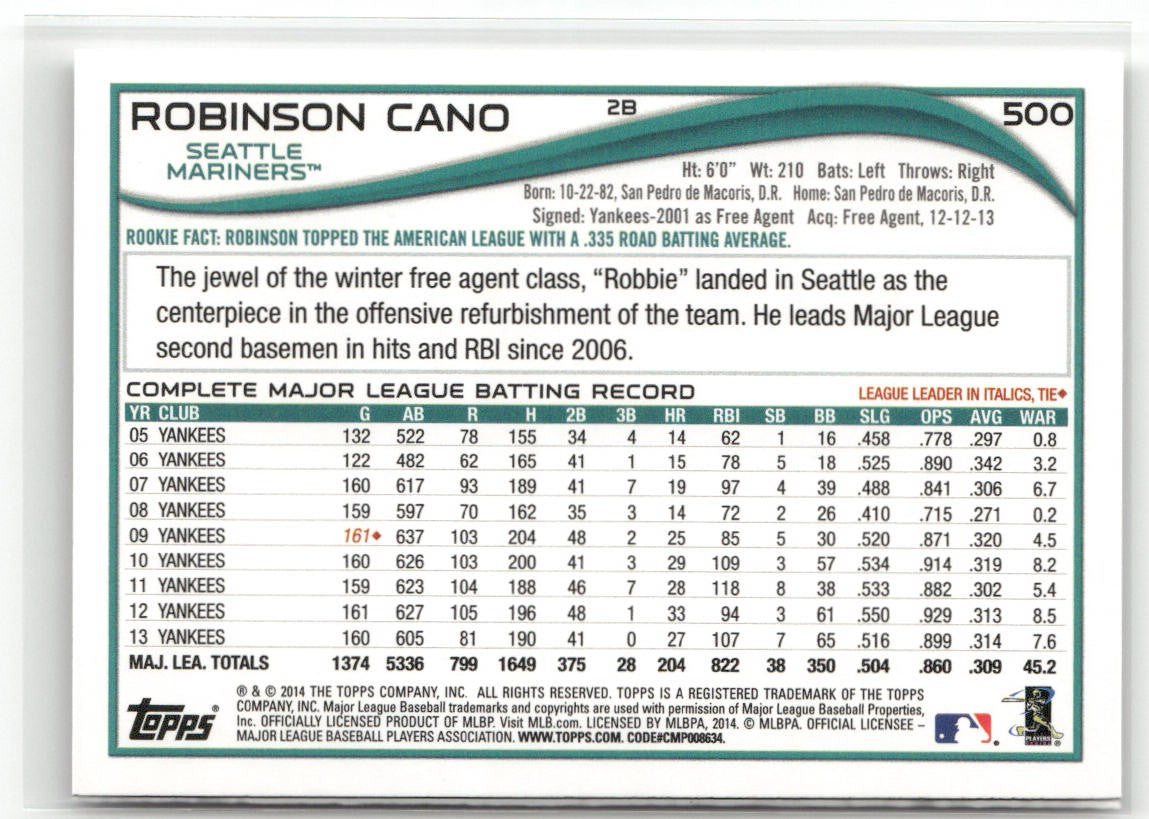 ROBINSON CANO 2B 500
SEATTLE
MARINERS™
Ht: 6'0" Wt: 210 Bats: Left Throws: Right
Born: 10-22-82, San Pedro de Macoris, D.R. Home: San Pedro de Macoris, D.R.
Signed: Yankees-2001 as Free Agent Acq: Free Agent, 12-12-13
ROOKIE FACT: ROBINSON TOPPED THE AMERICAN LEAGUE WITH A .335 ROAD BATTING AVERAGE.
The jewel of the winter free agent class, “Robbie” landed in Seattle as the
centerpiece in the offensive refurbishment of the team. He leads Major League
second basemen in hits and RBI since 2006.
COMPLETE MAJOR LEAGUE BATTING RECORD LEAGUE LEADER IN ITALICS, TIE♦
YR CLUB G AB R H 2B 3B HR RBI SB BB SLG OPS AVG WAR
05 YANKEES 132 522 78 155 34 4 14 62 1 16 .458 .778 .297 0.8
06 YANKEES 122 482 62 165 41 1 15 78 5 18 .525 .890 .342 3.2
07 YANKEES 160 617 93 189 41 7 19 97 4 39 .488 .841 .306 6.7
08 YANKEES 159 597 70 162 35 3 14 72 2 26 .410 .715 .271 0.2
09 YANKEES 161♦ 637 103 204 48 2 25 85 5 30 .520 .871 .320 4.5
10 YANKEES 160 626 103 200 41 3 29 109 3 57 .534 .914 .319 8.2
11 YANKEES 159 623 104 188 46 7 28 118 8 38 .533 .882 .302 5.4
12 YANKEES 161 627 105 196 48 1 33 94 3 61 .550 .929 .313 8.5
13 YANKEES 160 605 81 190 41 0 27 107 7 65 .516 .899 .314 7.6
MAJ. LEA. TOTALS 1374 5336 799 1649 375 28 204 822 38 350 .504 .860 .309 45.2
® & © 2014 THE TOPPS COMPANY, INC. ALL RIGHTS RESERVED. TOPPS IS A REGISTERED TRADEMARK OF THE TOPPS
COMPANY, INC. Major League Baseball trademarks and copyrights are used with permission of Major League Baseball Properties,
Inc. OFFICIALLY LICENSED PRODUCT OF MLBP. Visit MLB.com. LICENSED BY MLBPA, 2014. © MLBPA. OFFICIAL LICENSEE –
MAJOR LEAGUE BASEBALL PLAYERS ASSOCIATION. WWW.TOPPS.COM. CODE#CMP008634.
topps®
®
PLAYERS
®